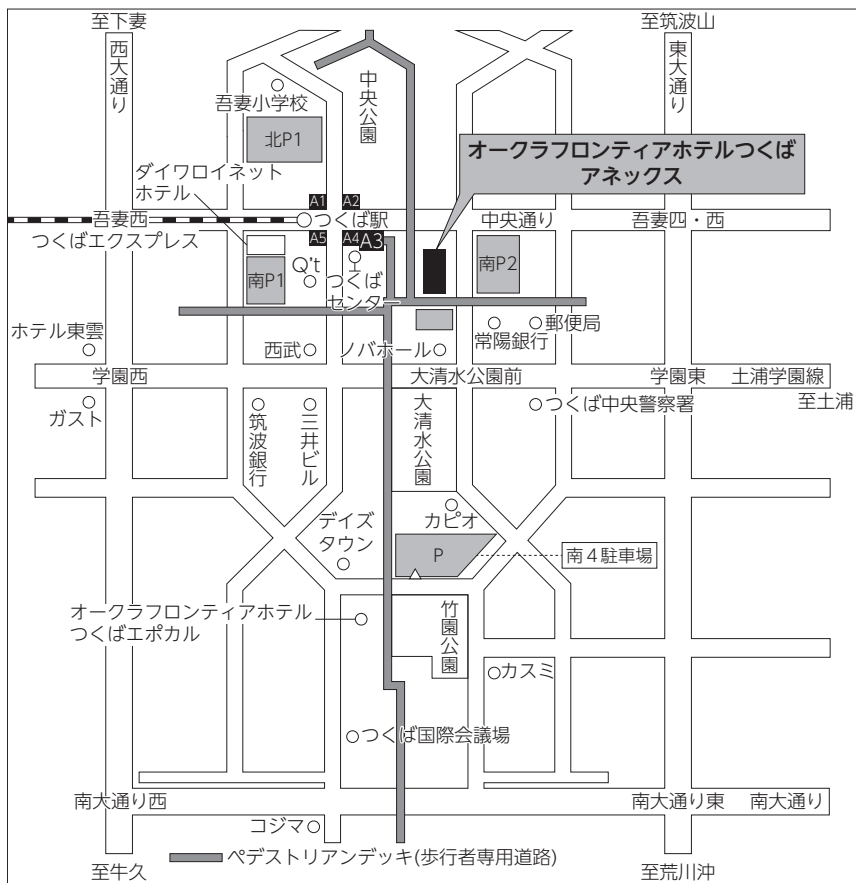 至下妻
至筑波山
西大通り
東大通り
中央公園
吾妻小学校
北P1
オークラフロンティアホテルつくば
アネックス
ダイワロイネット
ホテル
A1
A2
吾妻西
つくば駅
中央通り
吾妻四・西
つくばエクスプレス
A5
A4
A3
南P1
Q't
つくば
センター
南P2
ホテル東雲
西武
ノバホール
常陽銀行
郵便局
学園西
大清水公園前
学園東
土浦学園線
至土浦
ガスト
筑波銀行
三井ビル
大清水公園
つくば中央警察署
デイズ
タウン
カピオ
P
南4駐車場
オークラフロンティアホテル
つくばエポカル
竹園公園
カスミ
つくば国際会議場
南大通り西
南大通り東
南大通り
コジマ
ペデストリアンデッキ(歩行者専用道路)
至牛久
至荒川沖